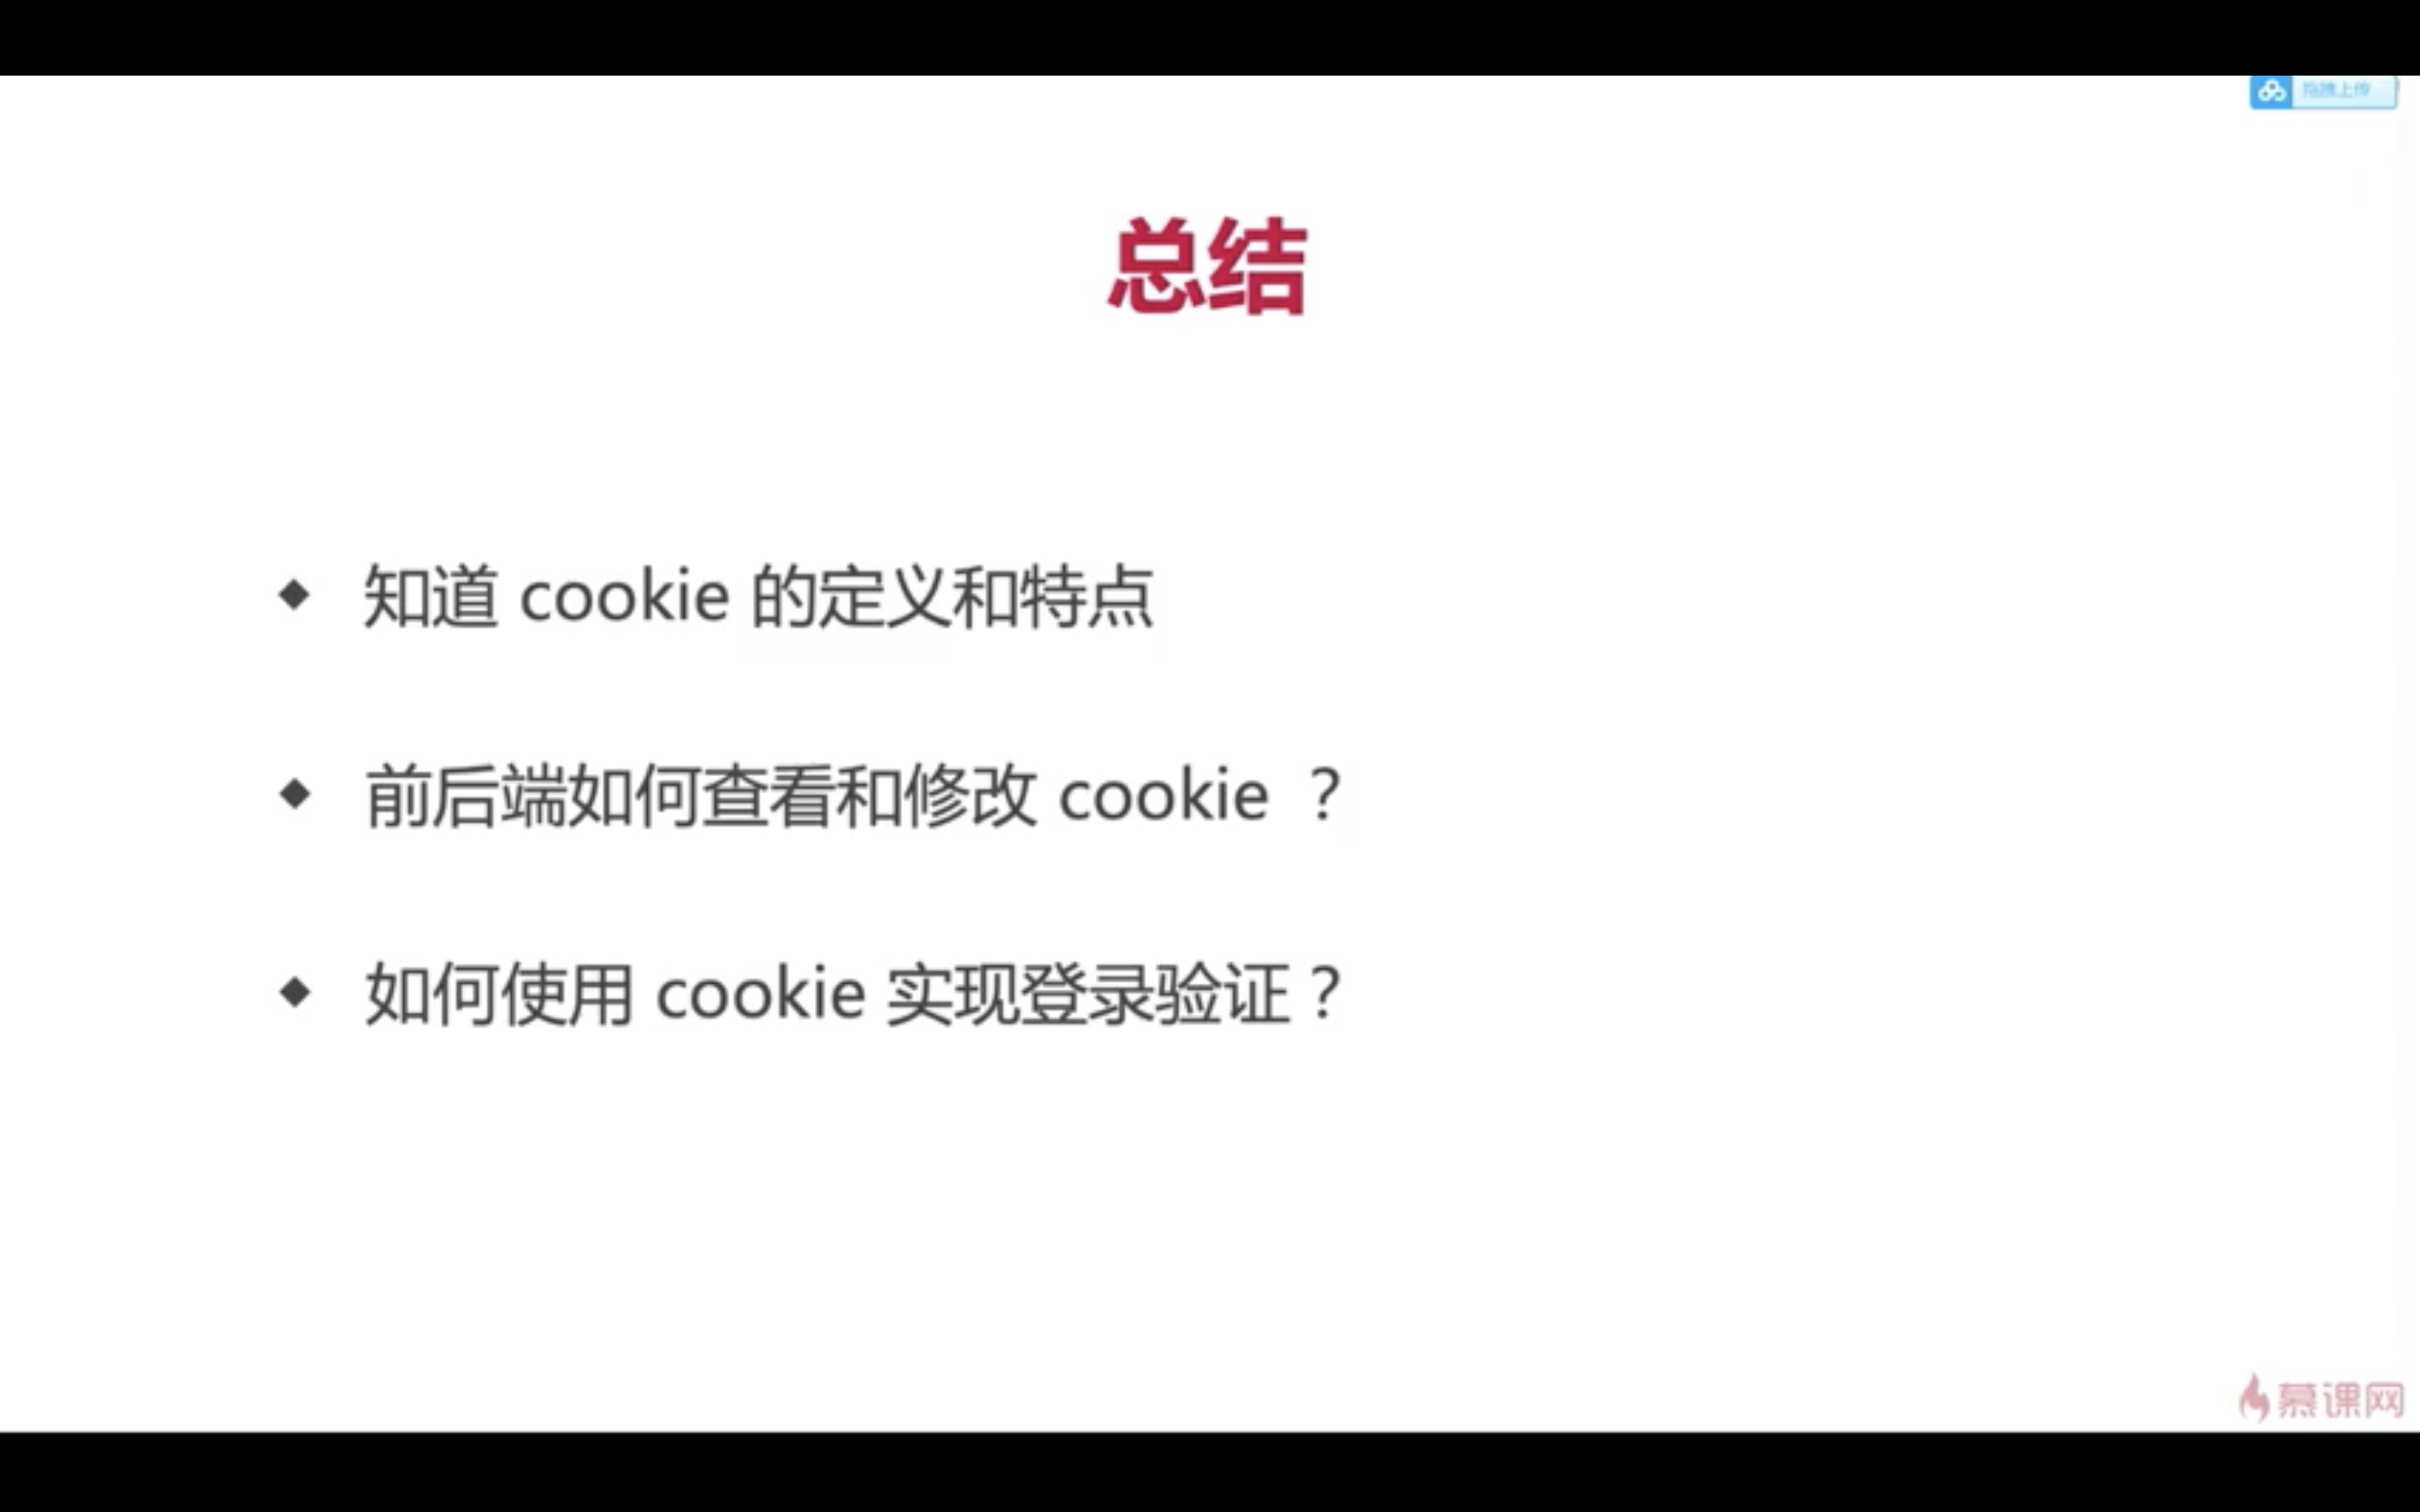 拖拽上传
总结
◆ 知道 cookie 的定义和特点
◆ 前后端如何查看和修改 cookie ？
◆ 如何使用 cookie 实现登录验证？
慕课网